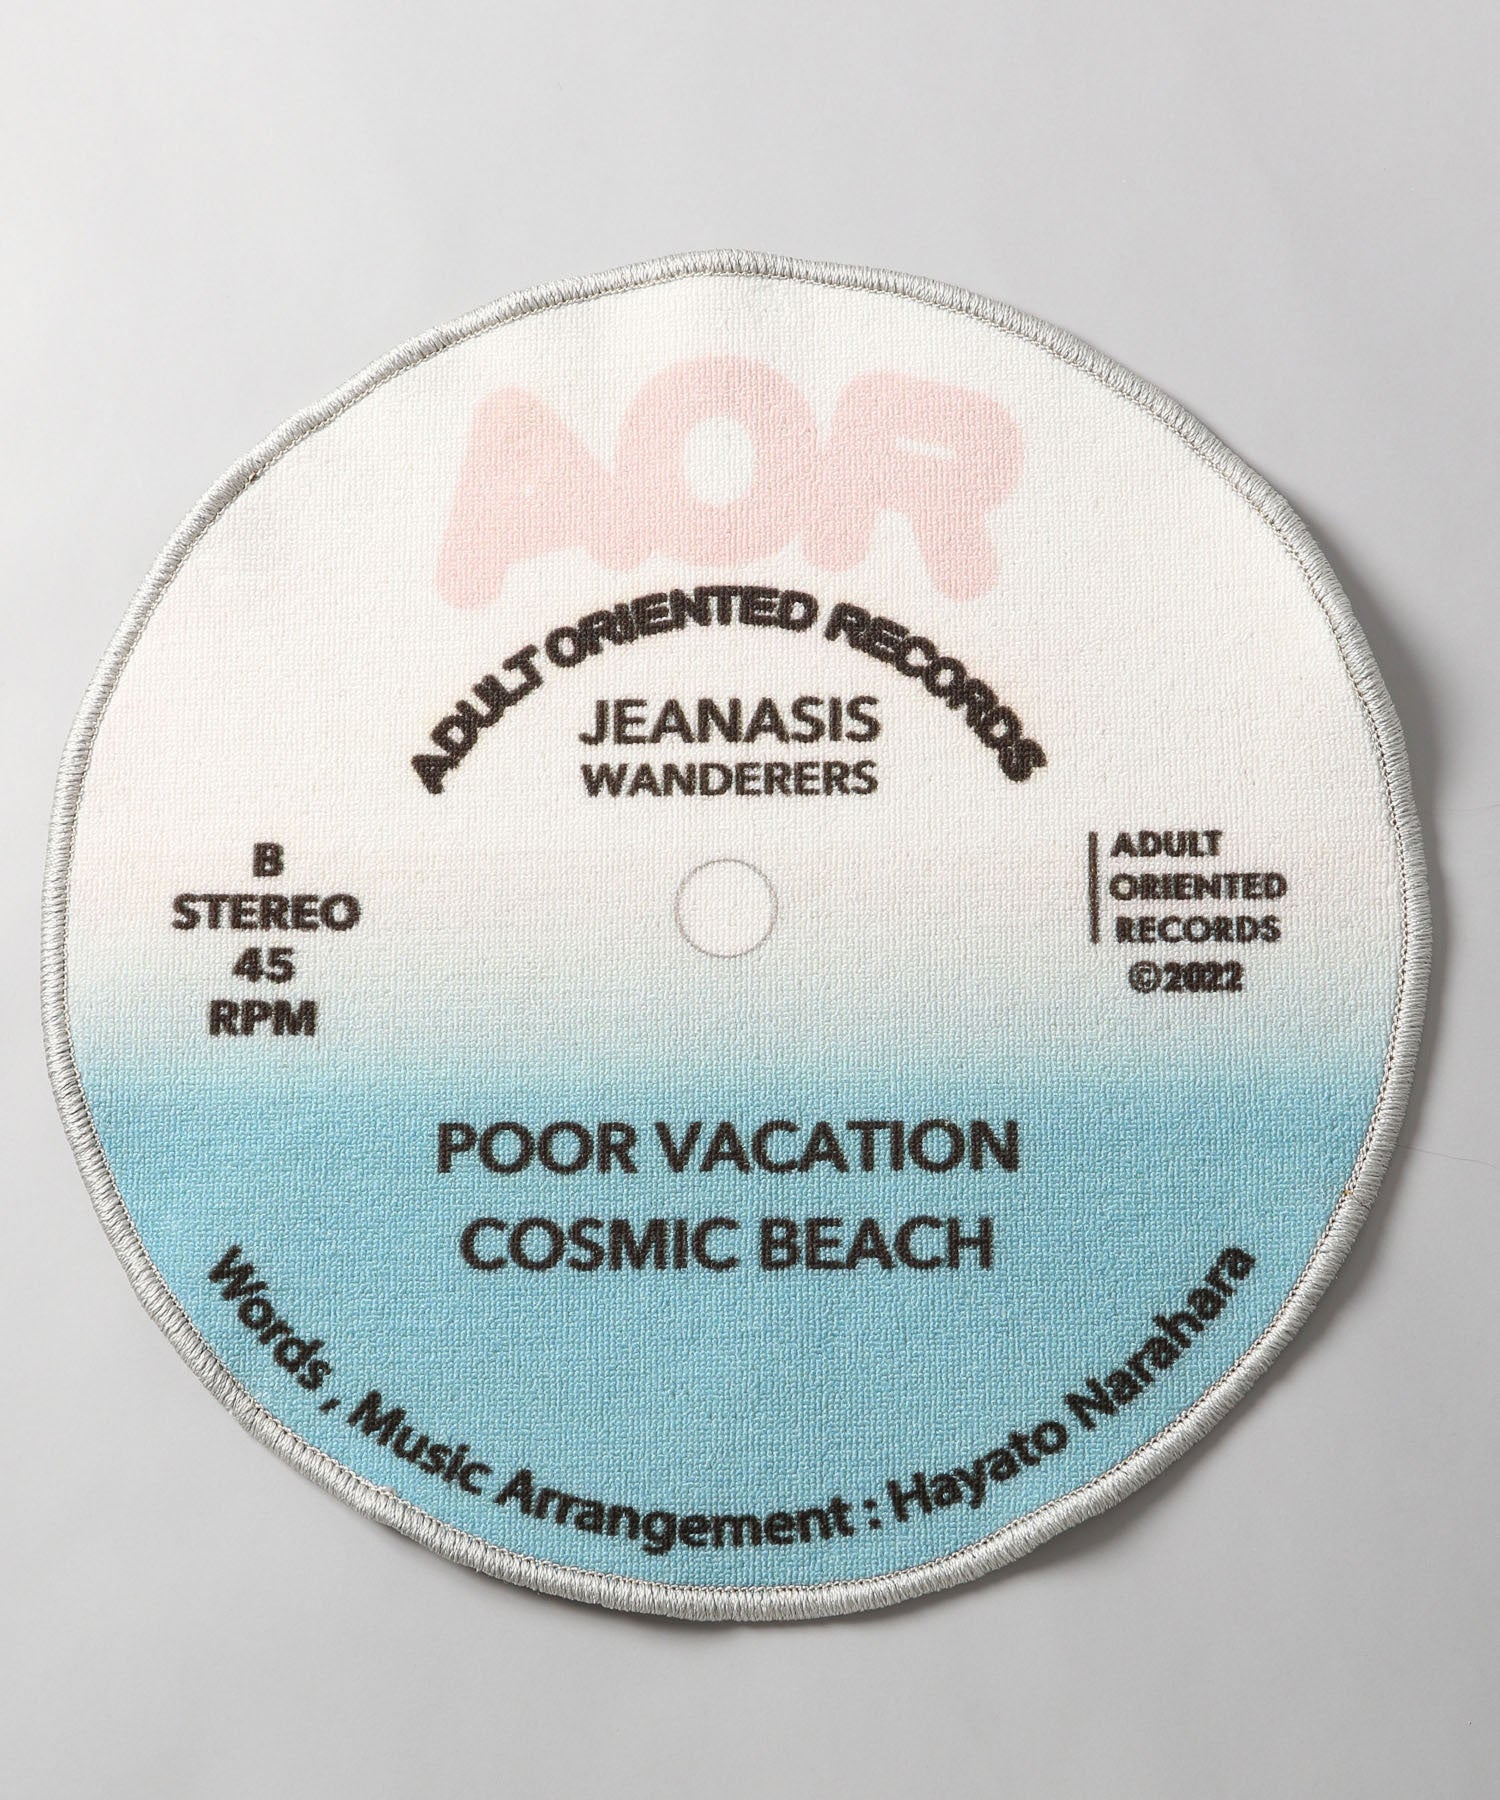 AOR
ADULT ORIENTED RECORDS
JEANASIS
WANDERERS
B
STEREO
45
RPM
ADULT
ORIENTED
RECORDS
©2022
POOR VACATION
COSMIC BEACH
Words , Music Arrangement : Hayato Narahara